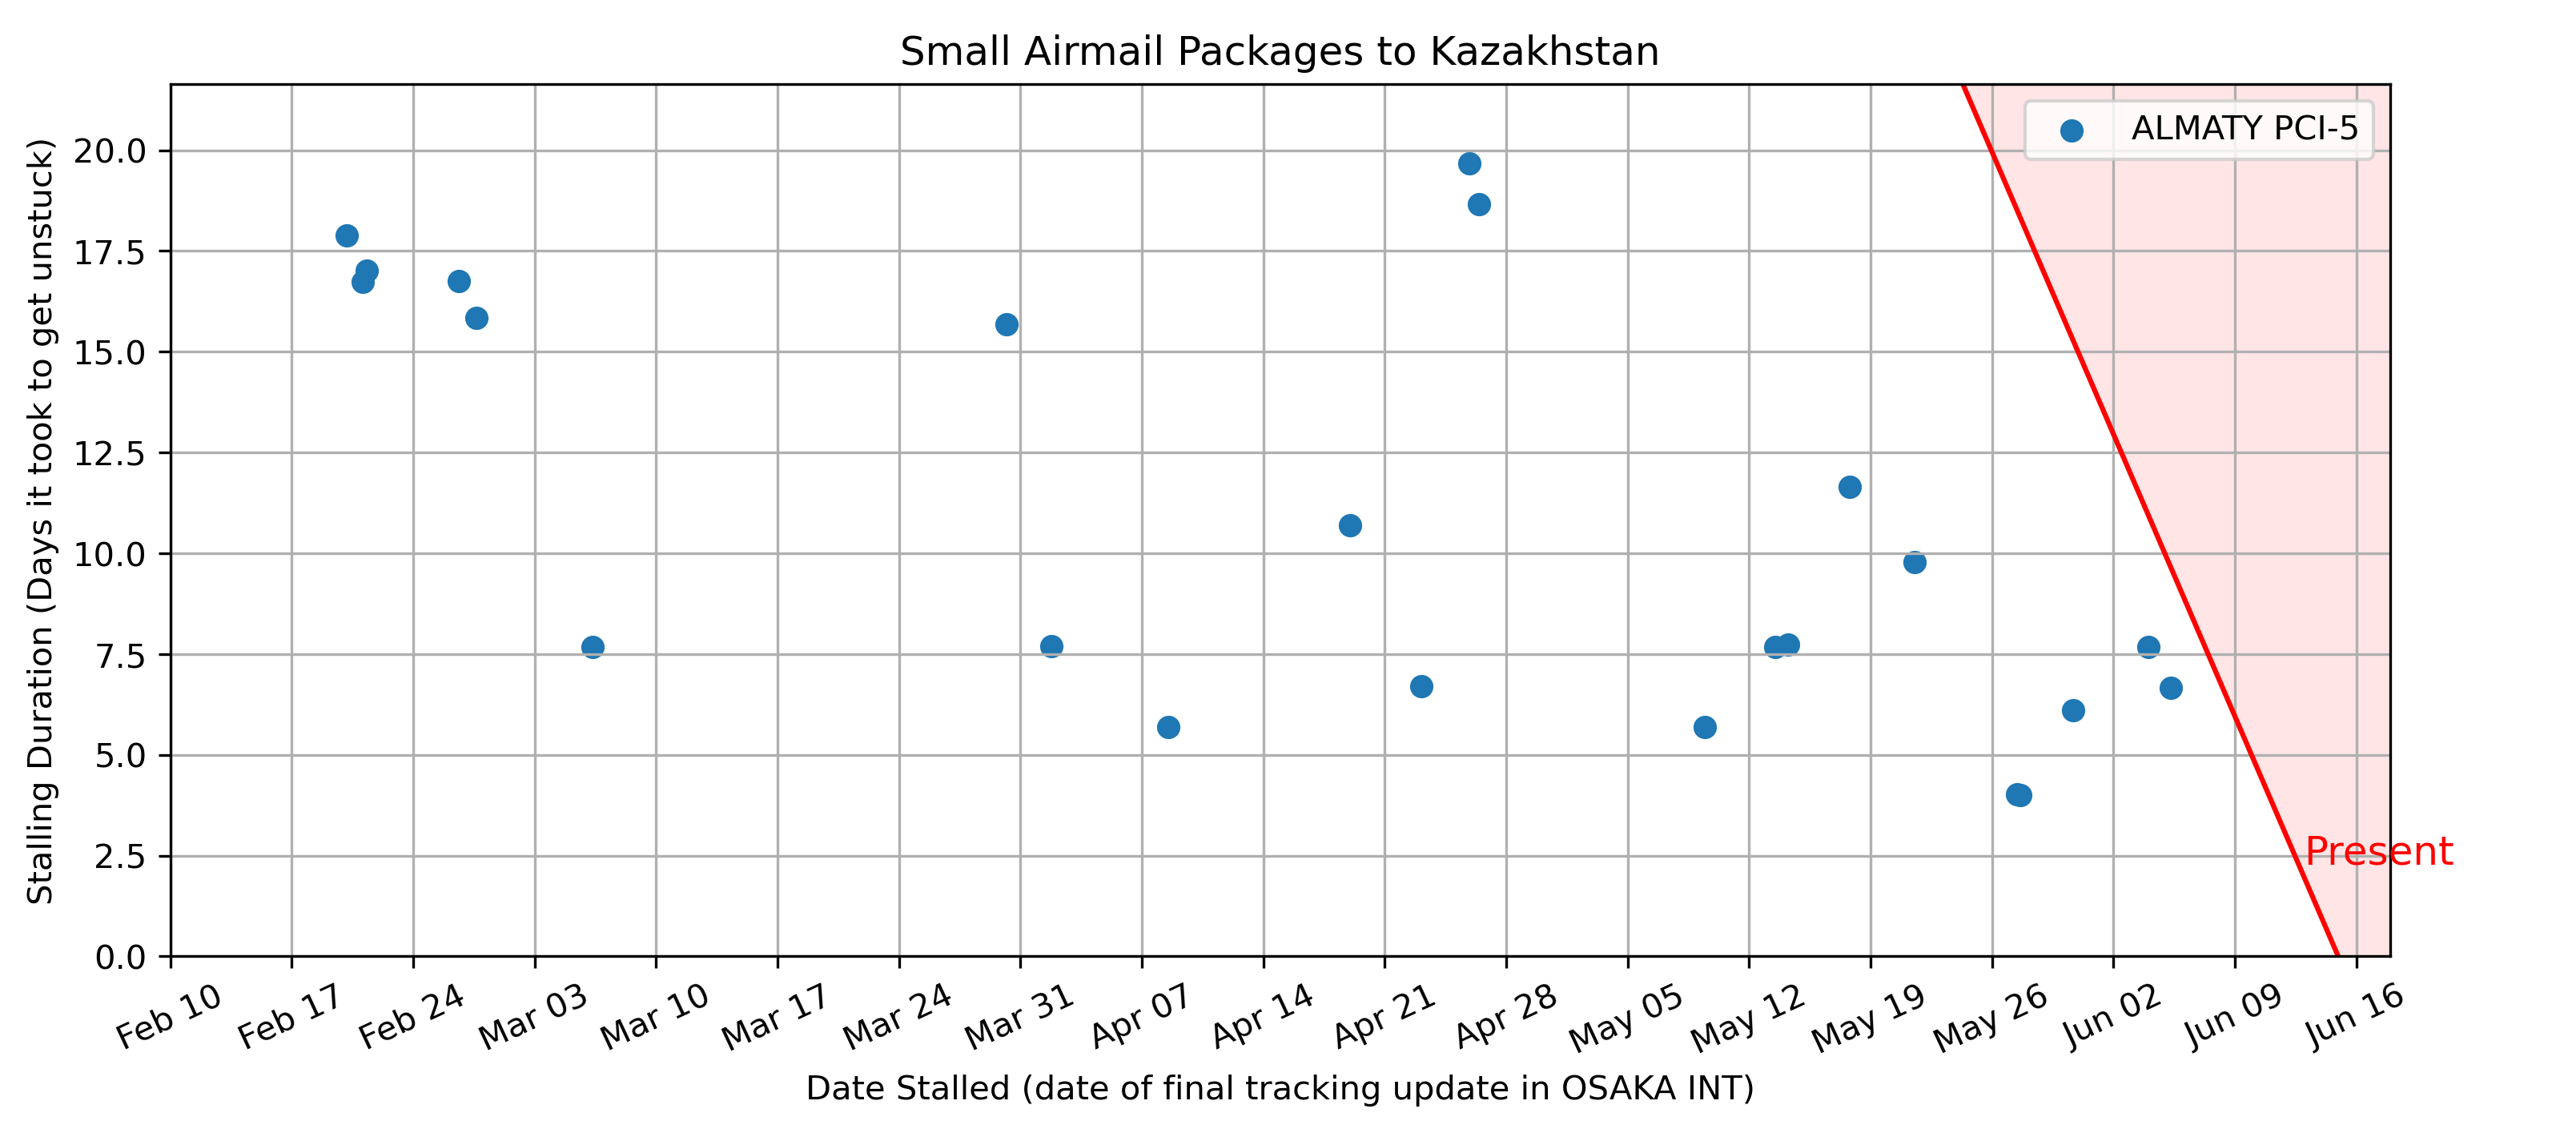 Small Airmail Packages to Kazakhstan
ALMATY PCI-5
Stalling Duration (Days it took to get unstuck)
20.0
17.5
15.0
12.5
10.0
7.5
5.0
2.5
0.0
Present
Feb 10 Feb 17 Feb 24 Mar 03 Mar 10 Mar 17 Mar 24 Mar 31 Apr 07 Apr 14 Apr 21 Apr 28 May 05 May 12 May 19 May 26 Jun 02 Jun 09 Jun 16
Date Stalled (date of final tracking update in OSAKA INT)